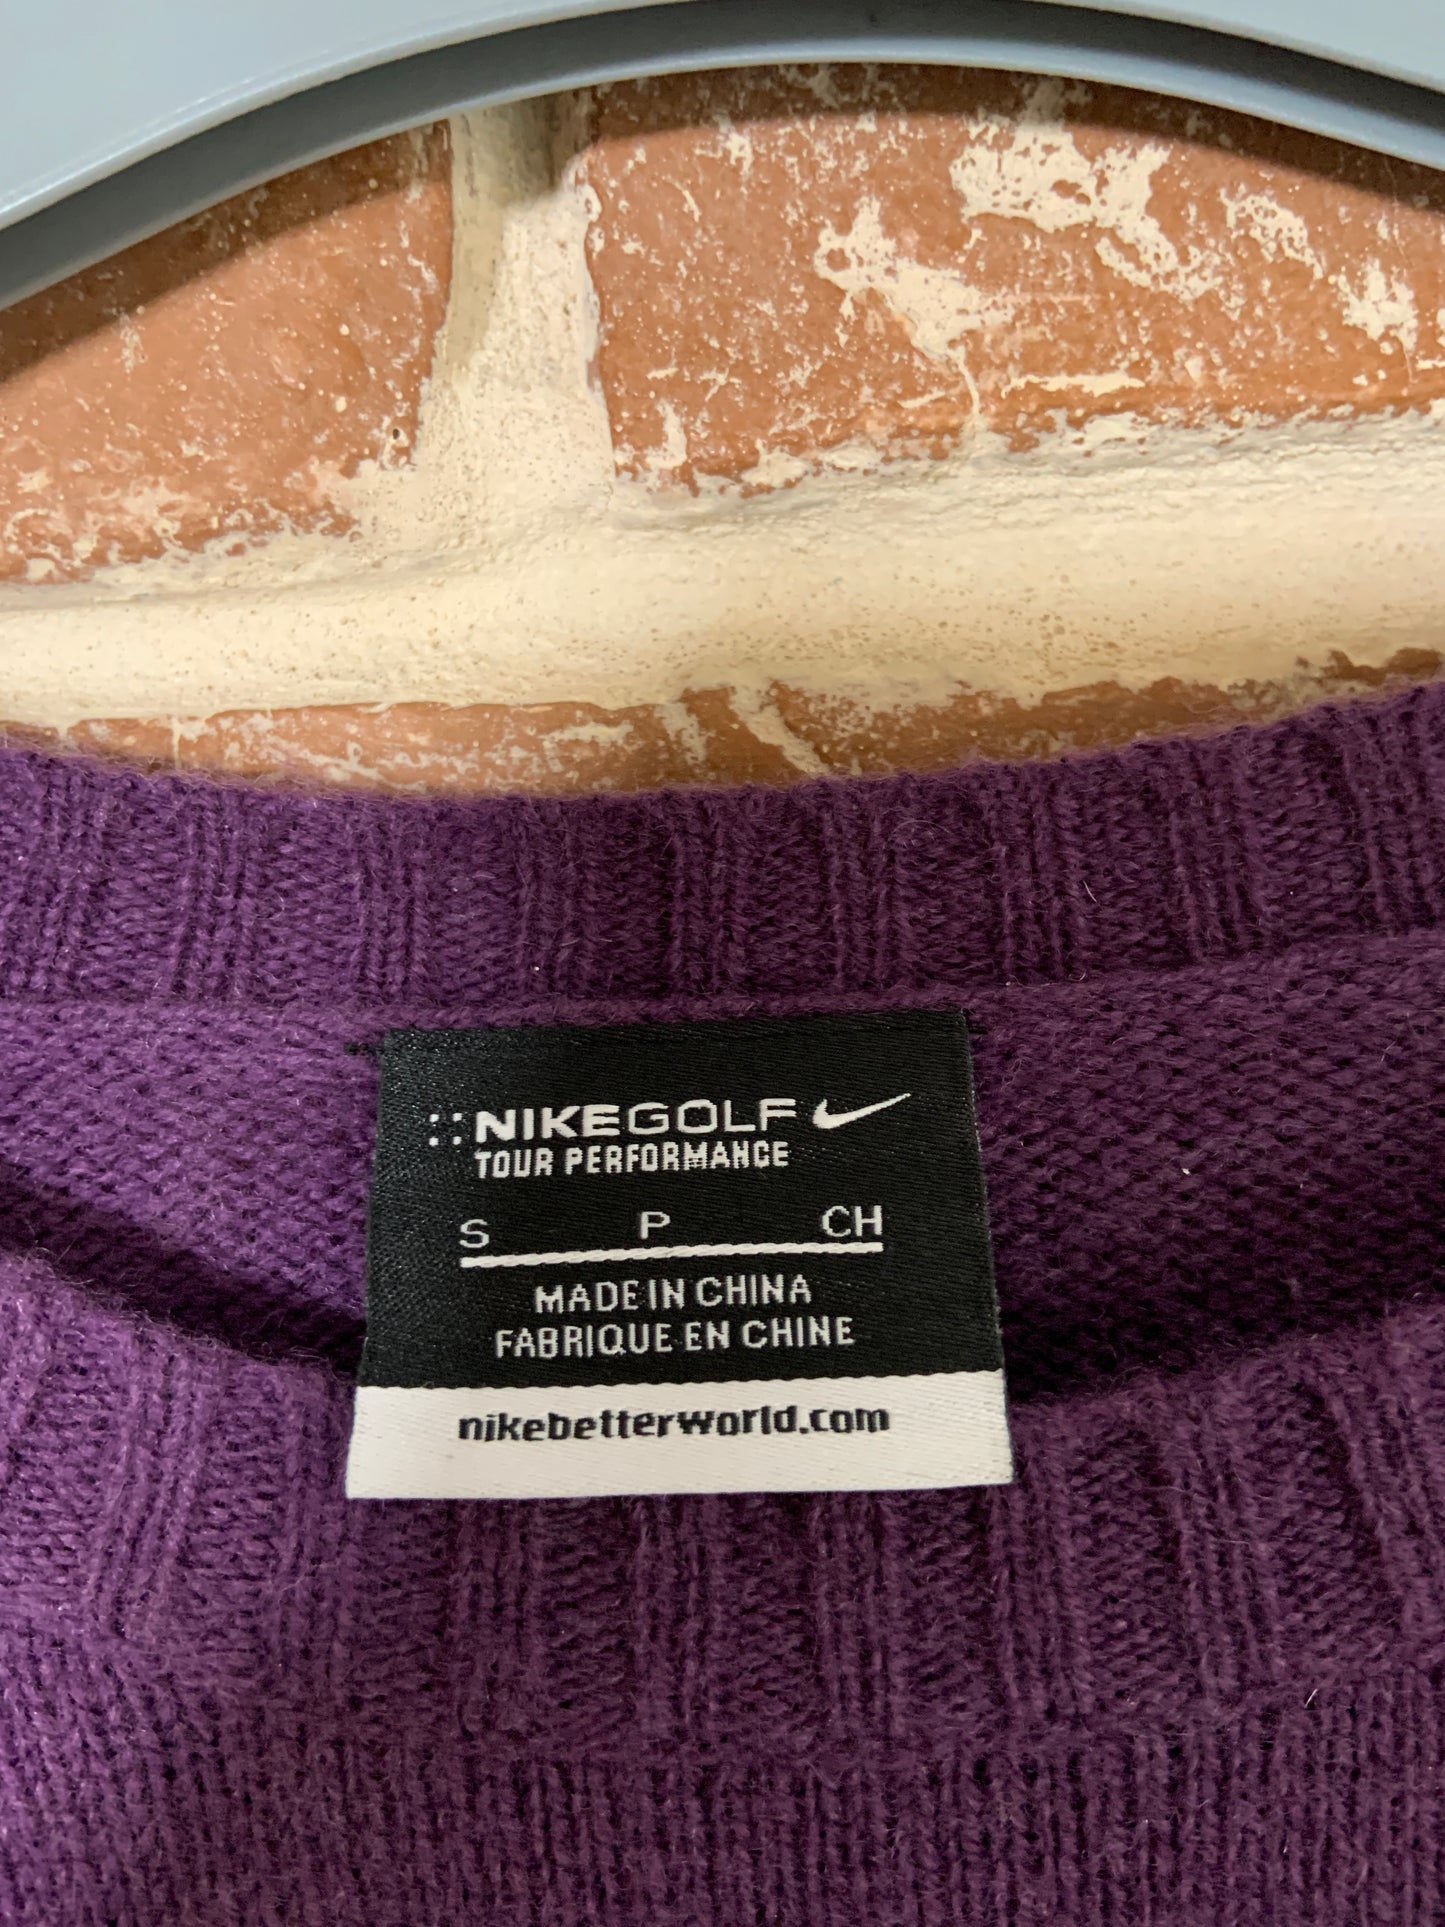 NIKEGOLF
TOUR PERFORMANCE
S P CH
MADE IN CHINA
FABRIQUE EN CHINE
nikebetterworld.com